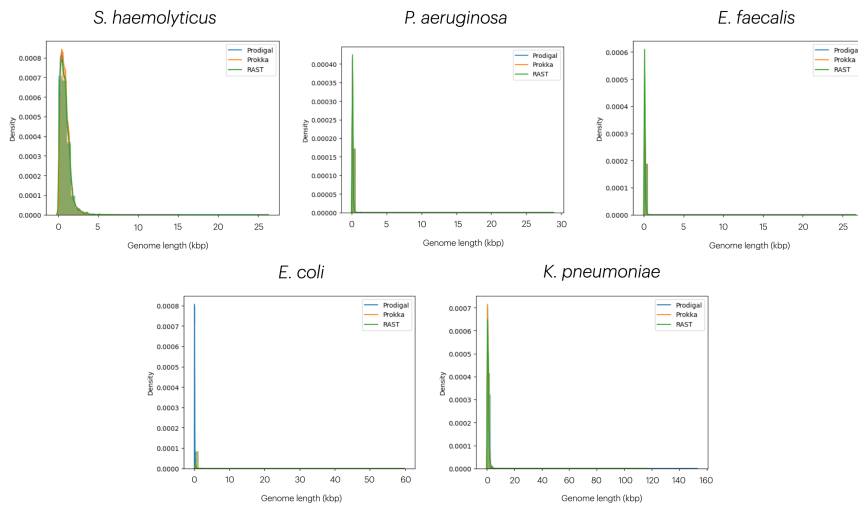 S. haemolyticus
P. aeruginosa
E. faecalis
Density
0.0008
0.0007
0.0006
0.0005
0.0004
0.0003
0.0002
0.0001
0.0000
0 5 10 15 20 25
Genome length (kbp)
Prodigal
Prokka
RAST
Density
0.00040
0.00035
0.00030
0.00025
0.00020
0.00015
0.00010
0.00005
0.00000
0 5 10 15 20 25 30
Genome length (kbp)
Prodigal
Prokka
RAST
Density
0.0006
0.0005
0.0004
0.0003
0.0002
0.0001
0.0000
0 5 10 15 20 25
Genome length (kbp)
Prodigal
Prokka
RAST
E. coli
K. pneumoniae
Density
0.0008
0.0007
0.0006
0.0005
0.0004
0.0003
0.0002
0.0001
0.0000
0 10 20 30 40 50 60
Genome length (kbp)
Prodigal
Prokka
RAST
Density
0.0007
0.0006
0.0005
0.0004
0.0003
0.0002
0.0001
0.0000
0 20 40 60 80 100 120 140 160
Genome length (kbp)
Prodigal
Prokka
RAST